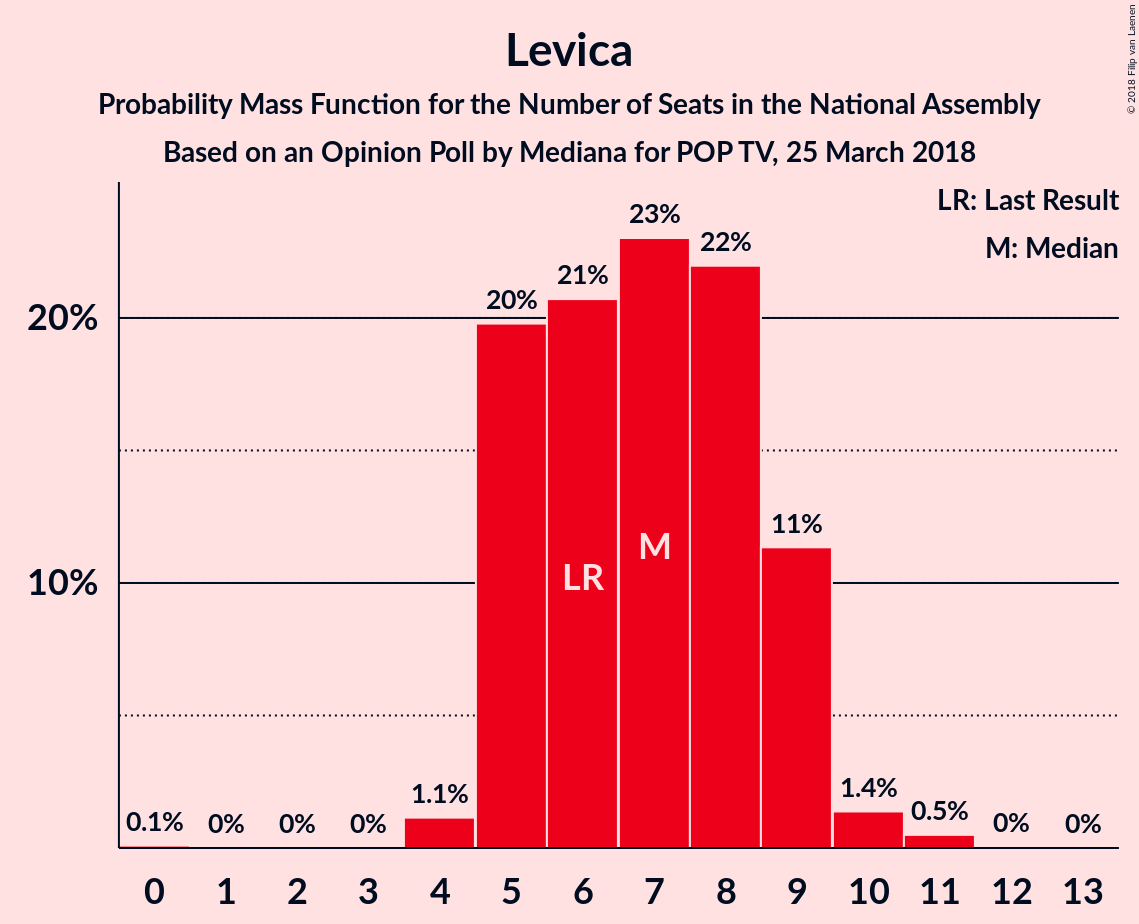 Levica
Probability Mass Function for the Number of Seats in the National Assembly
Based on an Opinion Poll by Mediana for POP TV, 25 March 2018
© 2018 Filip van Laenen
LR: Last Result
M: Median
20%
10%
0.1%
0%
0%
0%
1.1%
20%
21%
23%
22%
11%
1.4%
0.5%
0%
0%
LR
M
0 1 2 3 4 5 6 7 8 9 10 11 12 13